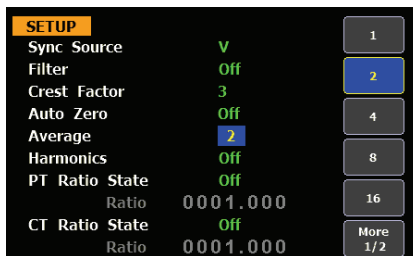 SETUP
Sync Source V
Filter Off
Crest Factor 3
Auto Zero Off
Average 2
Harmonics Off
PT Ratio State Off
Ratio 0001.000
CT Ratio State Off
Ratio 0001.000
1
2
4
8
16
More
1/2